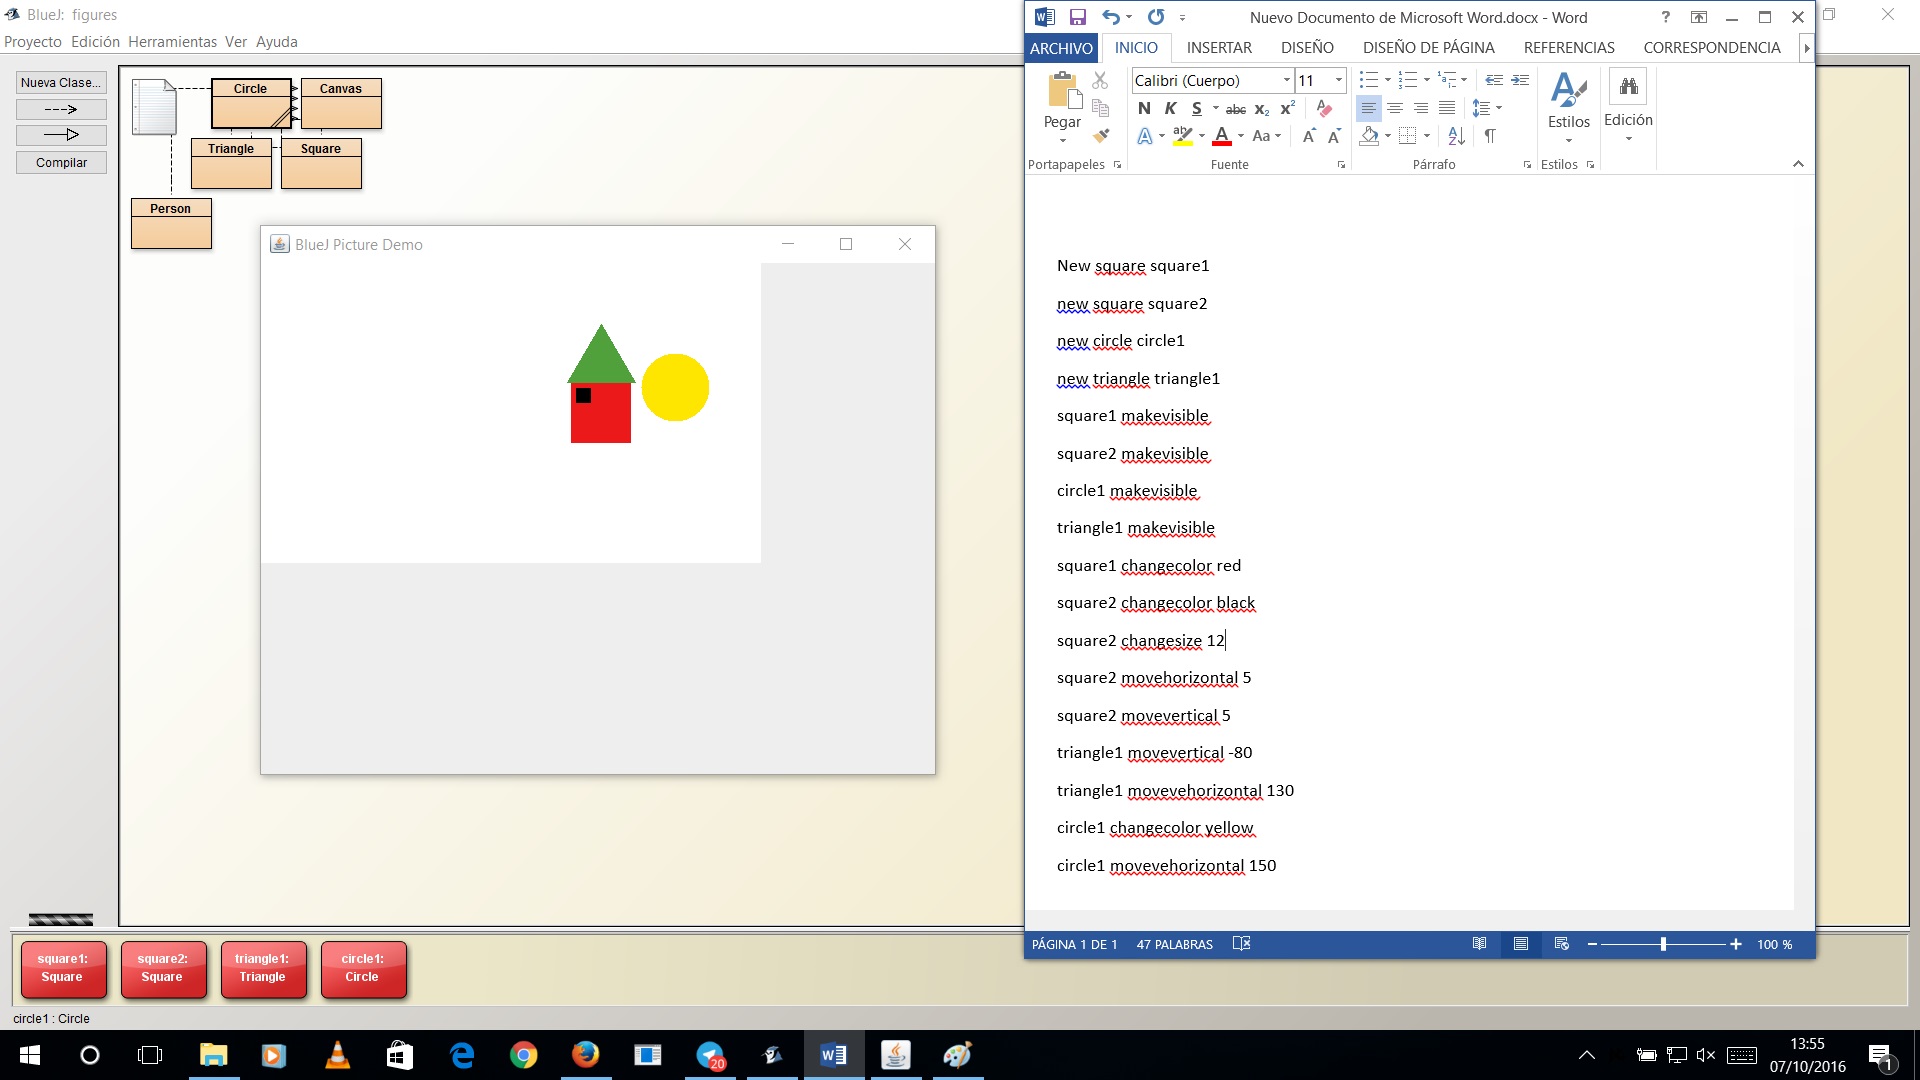 BlueJ: figures
Proyecto Edición Herramientas Ver Ayuda
Nueva Clase...
Compilar
Circle
Canvas
Triangle
Square
Person
BlueJ Picture Demo
Nuevo Documento de Microsoft Word.docx - Word
ARCHIVO INICIO INSERTAR DISEÑO DISEÑO DE PÁGINA REFERENCIAS CORRESPONDENCIA
Calibri (Cuerpo) 11
Pegar
N K S abc x₂ x²
A ab A Aa A A
Estilos
Edición
Portapapeles Fuente Párrafo Estilos
New square square1
new square square2
new circle circle1
new triangle triangle1
square1 makevisible
square2 makevisible
circle1 makevisible
triangle1 makevisible
square1 changecolor red
square2 changecolor black
square2 changesize 12
square2 movehorizontal 5
square2 movevertical 5
triangle1 movevertical -80
triangle1 movevehorizontal 130
circle1 changecolor yellow
circle1 movevehorizontal 150
PÁGINA 1 DE 1 47 PALABRAS 100 %
square1:
Square
square2:
Square
triangle1:
Triangle
circle1:
Circle
circle1 : Circle
20
13:55
07/10/2016
1